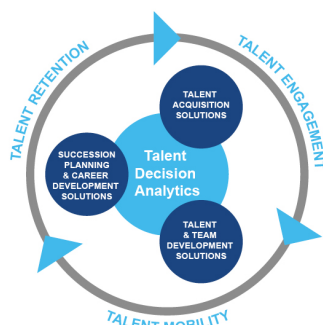 TALENT RETENTION
TALENT ENGAGEMENT
TALENT
ACQUISITION
SOLUTIONS
SUCCESSION
PLANNING
& CAREER
DEVELOPMENT
SOLUTIONS
Talent
Decision
Analytics
TALENT
& TEAM
DEVELOPMENT
SOLUTIONS
TALENT MOBILITY